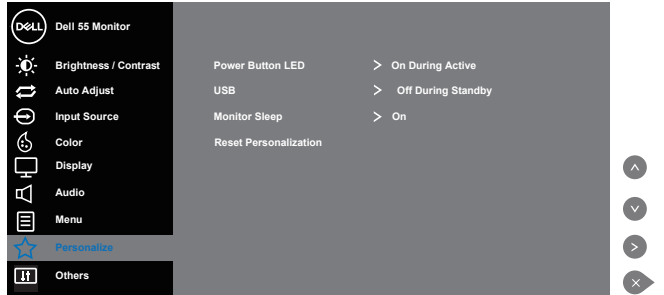 DELL Dell 55 Monitor
Brightness / Contrast Power Button LED > On During Active
Auto Adjust USB > Off During Standby
Input Source Monitor Sleep > On
Color Reset Personalization
Display
Audio
Menu
Personalize
Others